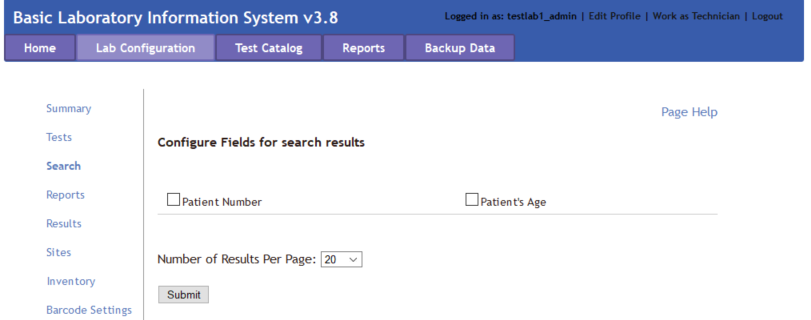 Basic Laboratory Information System v3.8
Logged in as: testlab1_admin | Edit Profile | Work as Technician | Logout
Home Lab Configuration Test Catalog Reports Backup Data
Page Help
Summary
Tests
Search
Reports
Results
Sites
Inventory
Barcode Settings
Configure Fields for search results
Patient Number Patient's Age
Number of Results Per Page: 20
Submit